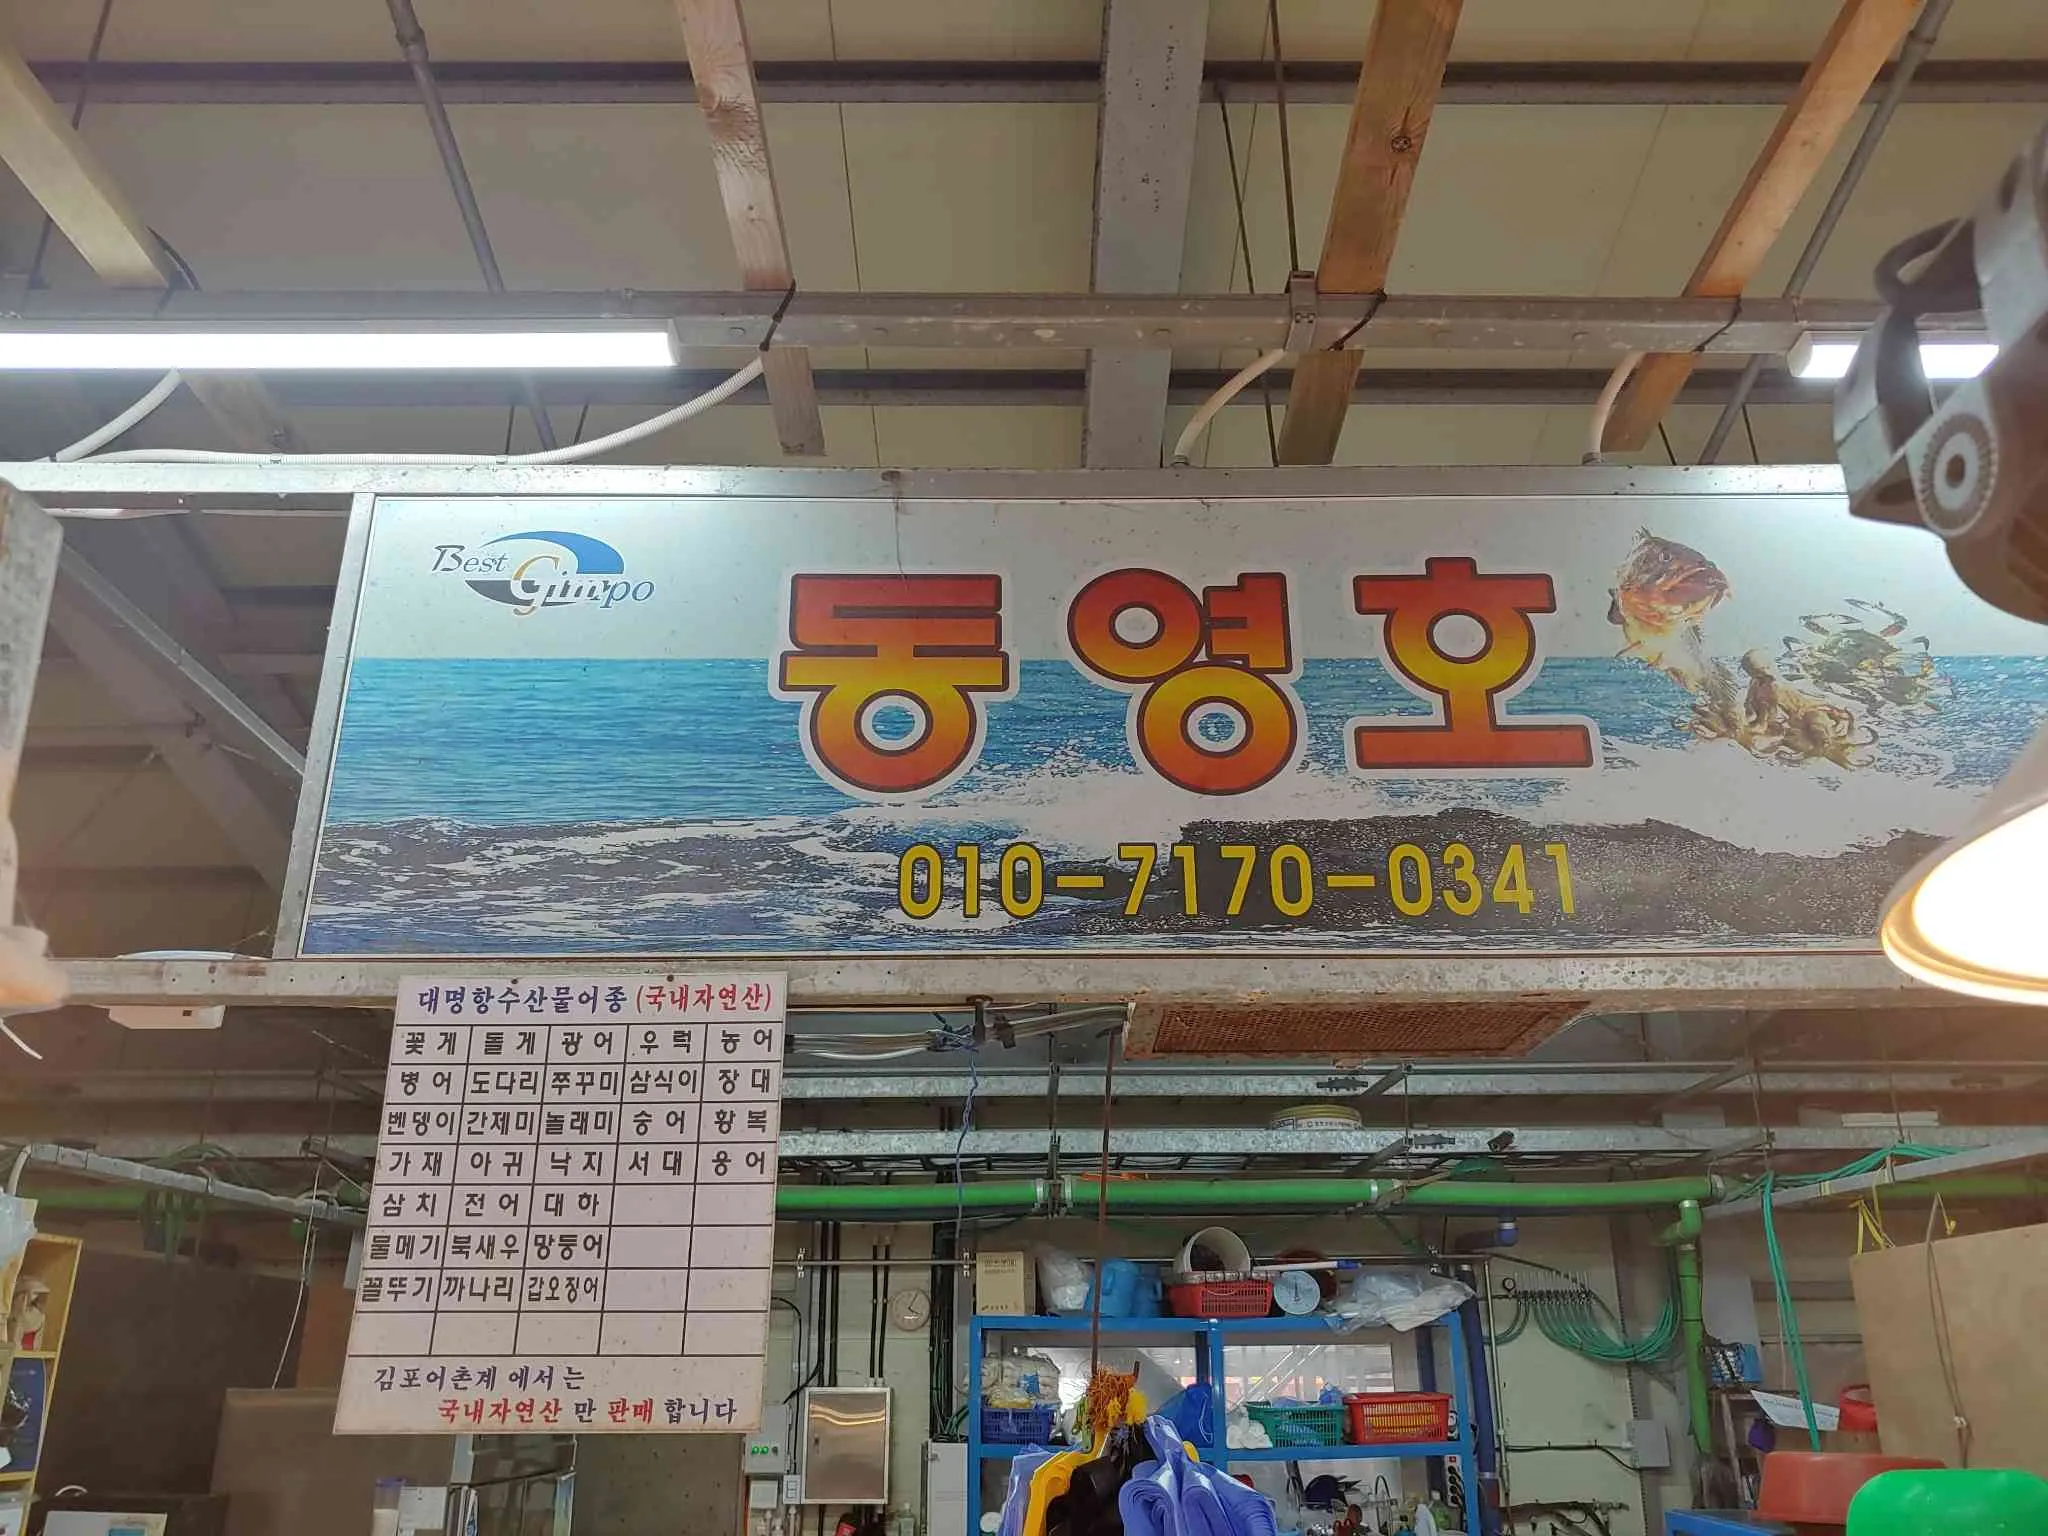 Best Gimpo
동영호
010-7170-0341
대명항수산물어종 (국내자연산)
꽃게 돌게 광어 우럭 농어
병어 도다리 쭈꾸미 삼식이 장대
벤뎅이 간제미 놀래미 숭어 황복
가재 아귀 낙지 서대 웅어
삼치 전어 대하
물메기 북새우 망둥어
꼴뚜기 까나리 갑오징어
김포어촌계 에서는
국내자연산 만 판매 합니다